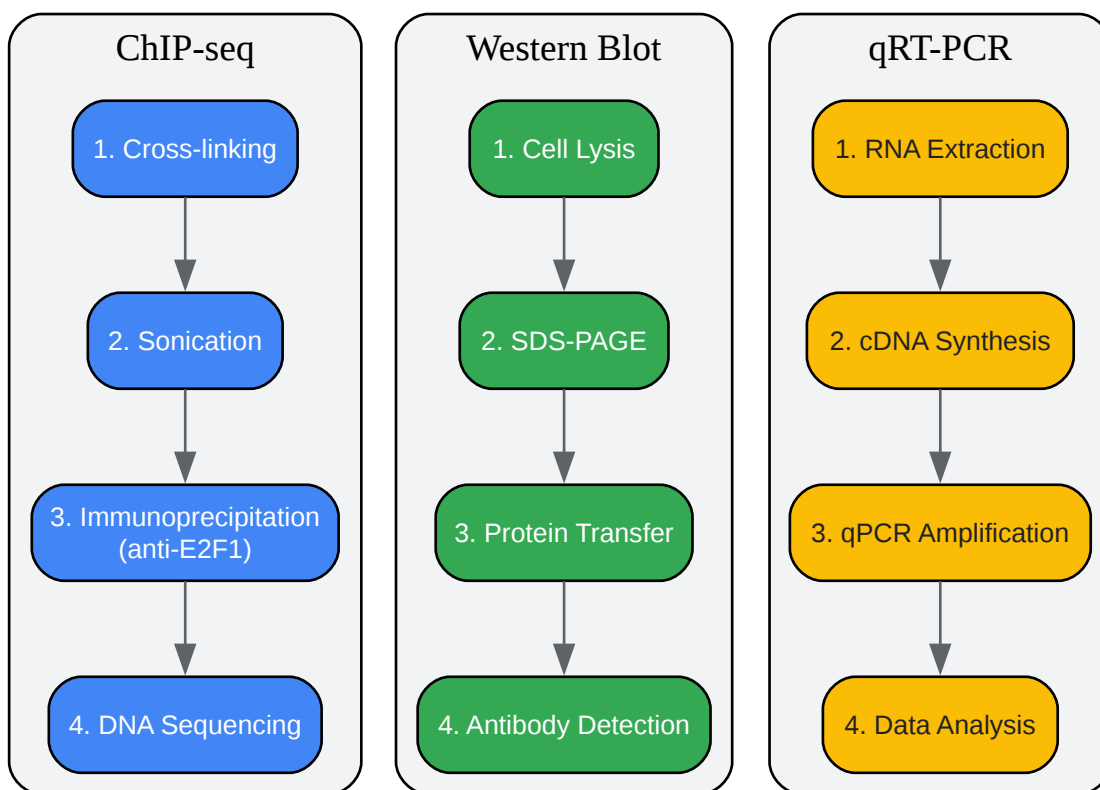 ChIP-seq
1. Cross-linking
2. Sonication
3. Immunoprecipitation
(anti-E2F1)
4. DNA Sequencing
Western Blot
1. Cell Lysis
2. SDS-PAGE
3. Protein Transfer
4. Antibody Detection
qRT-PCR
1. RNA Extraction
2. cDNA Synthesis
3. qPCR Amplification
4. Data Analysis